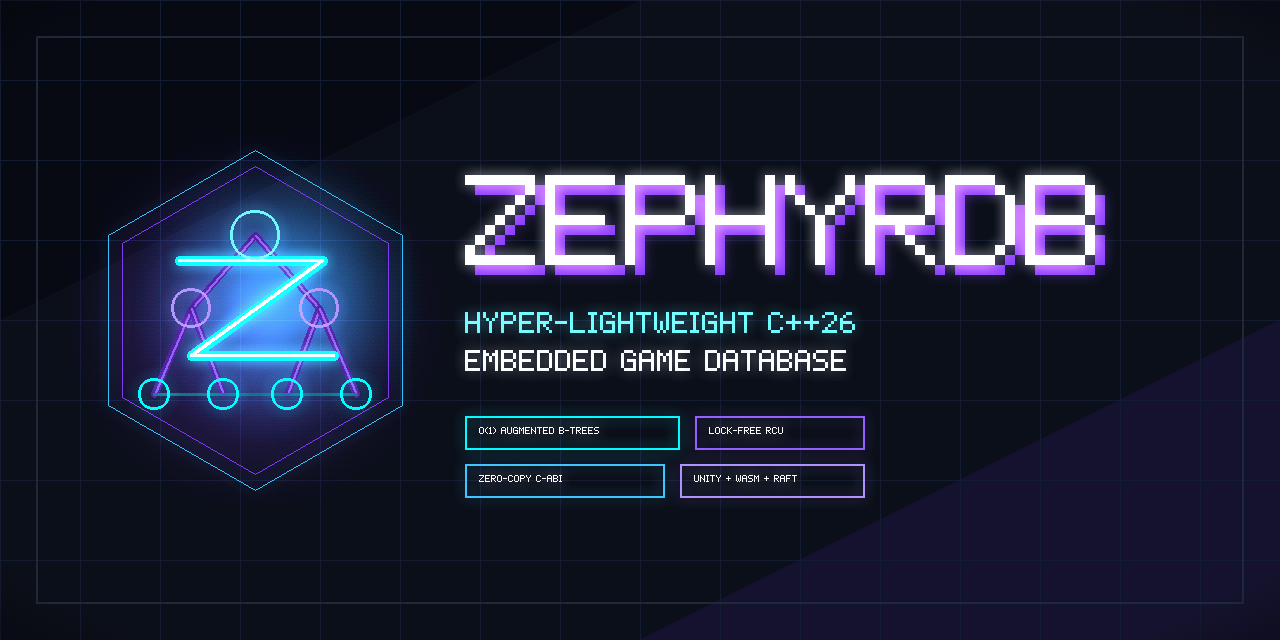 Z
ZEPHYRDB
HYPER-LIGHTWEIGHT C++26
EMBEDDED GAME DATABASE
O(1) AUGMENTED B-TREES
LOCK-FREE RCU
ZERO-COPY C-ABI
UNITY + WASM + RAFT